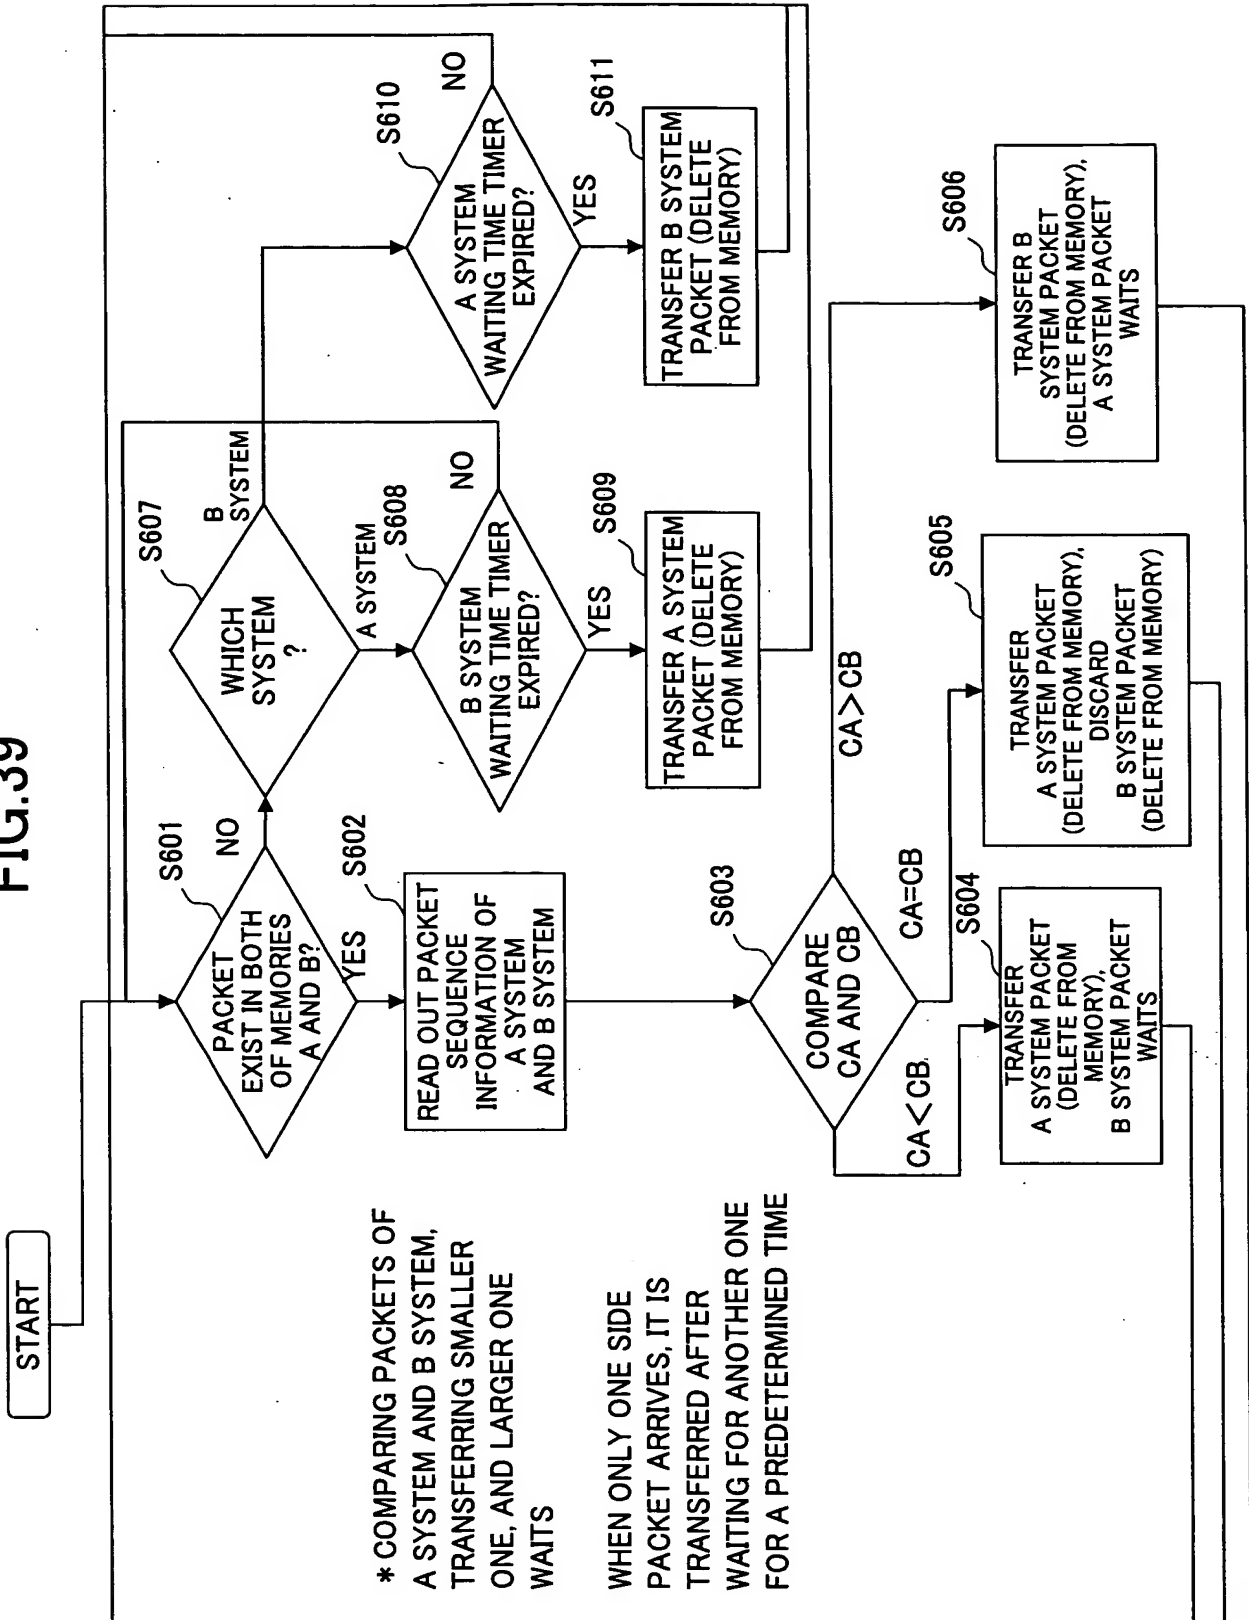 FIG.39
START
PACKET
EXIST IN BOTH
OF MEMORIES
A AND B?
S601
NO
YES
WHICH
SYSTEM
?
S607
B
SYSTEM
A SYSTEM
READ OUT PACKET
SEQUENCE
INFORMATION OF
A SYSTEM
AND B SYSTEM
S602
B SYSTEM
WAITING TIME TIMER
EXPIRED?
S608
NO
YES
A SYSTEM
WAITING TIME TIMER
EXPIRED?
S610
NO
YES
TRANSFER A SYSTEM
PACKET (DELETE
FROM MEMORY)
S609
TRANSFER B SYSTEM
PACKET (DELETE
FROM MEMORY)
S611
COMPARE
CA AND CB
S603
CA<CB
CA=CB
CA>CB
TRANSFER
A SYSTEM PACKET
(DELETE FROM
MEMORY),
B SYSTEM PACKET
WAITS
S604
TRANSFER
A SYSTEM PACKET
(DELETE FROM MEMORY),
DISCARD
B SYSTEM PACKET
(DELETE FROM MEMORY)
S605
TRANSFER B
SYSTEM PACKET
(DELETE FROM MEMORY),
A SYSTEM PACKET
WAITS
S606
* COMPARING PACKETS OF
A SYSTEM AND B SYSTEM,
TRANSFERRING SMALLER
ONE, AND LARGER ONE
WAITS
WHEN ONLY ONE SIDE
PACKET ARRIVES, IT IS
TRANSFERRED AFTER
WAITING FOR ANOTHER ONE
FOR A PREDETERMINED TIME